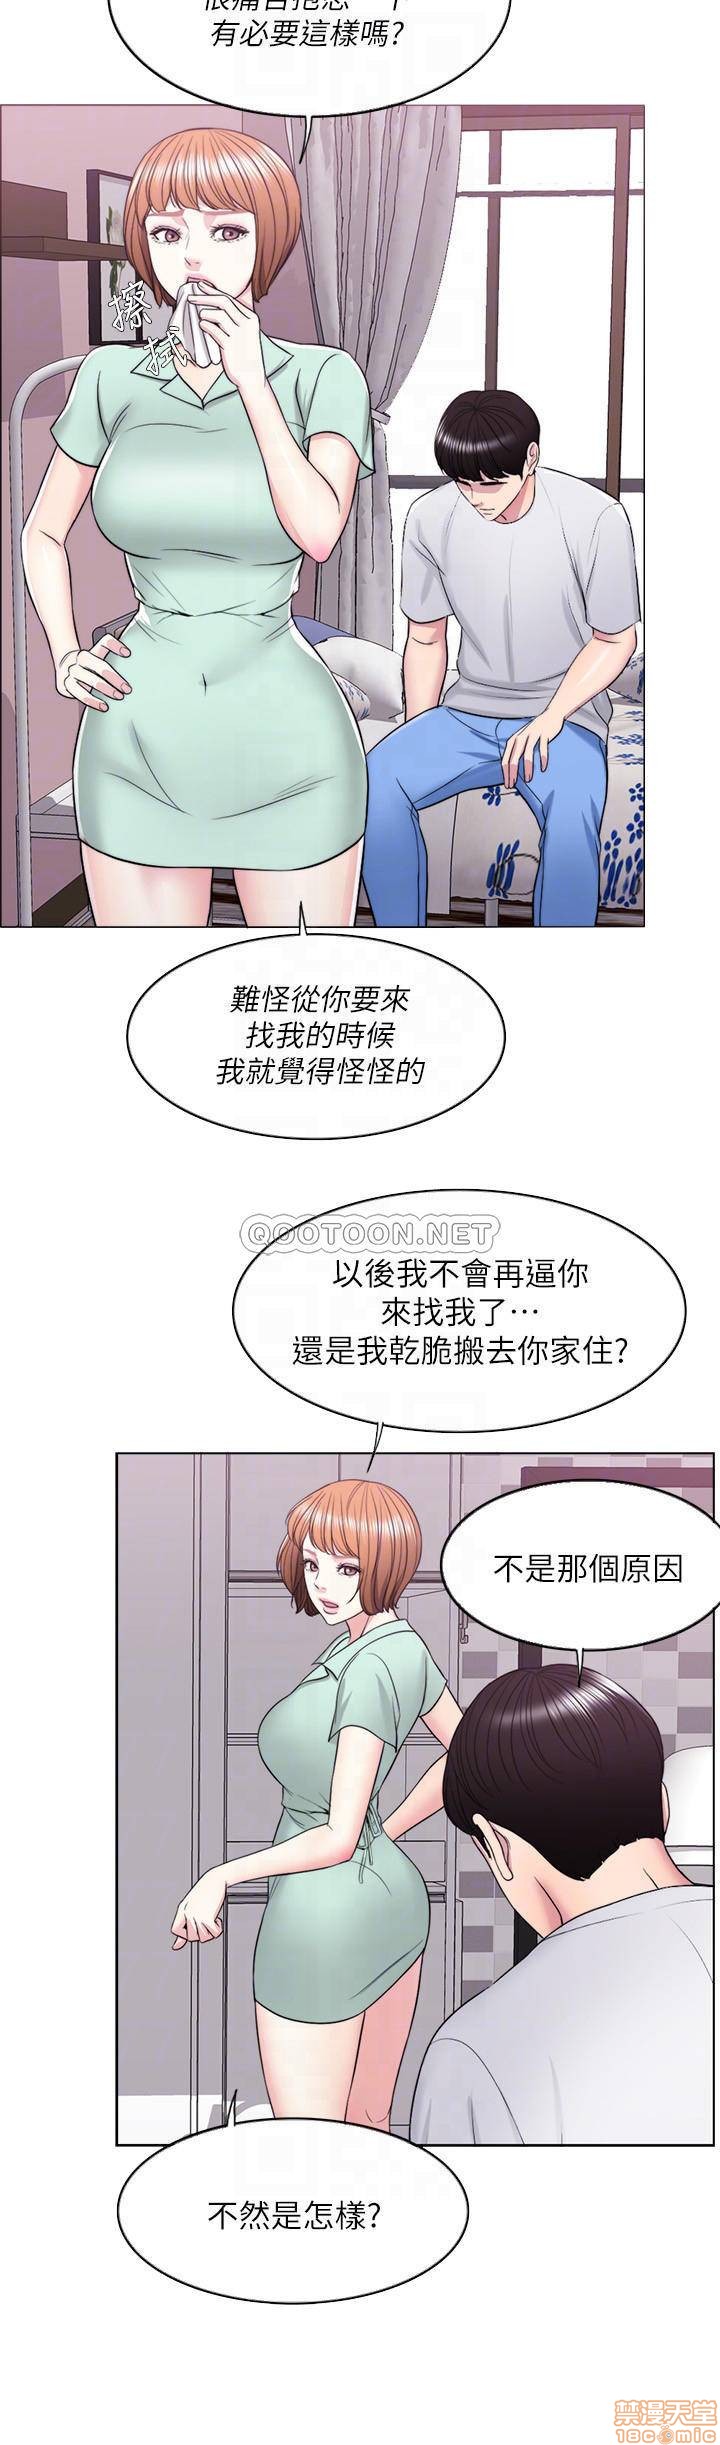 有必要這樣嗎?
擦
拭
難怪從你要來
找我的時候
我就覺得怪怪的
QOOTOON.NET
以後我不會再逼你
來找我了…
還是我乾脆搬去你家住?
不是那個原因
不然是怎樣?
禁漫天堂
18comic.vip